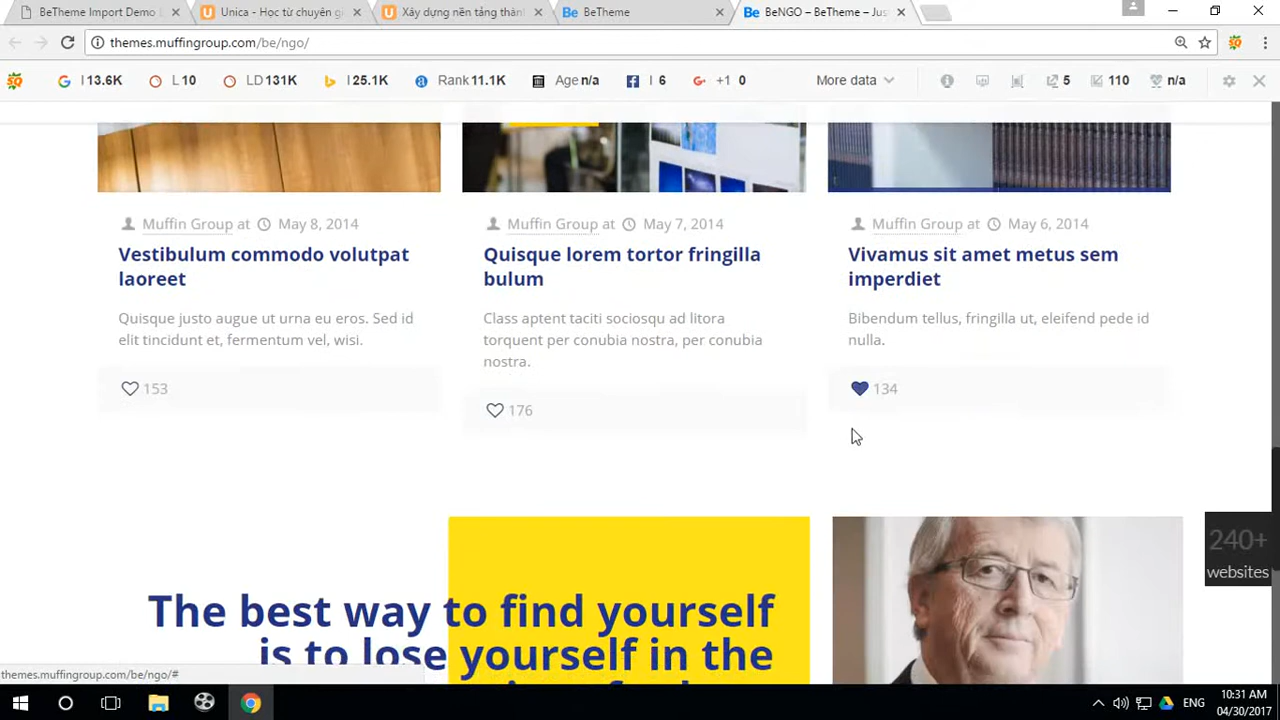 BeTheme Import Demo L
Unica - Học từ chuyên gi
Xây dựng nền tảng thàn
Be BeTheme
Be BeNGO – BeTheme – Jus
themes.muffingroup.com/be/ngo/
I 13.6K
L 10
LD 131K
I 25.1K
Rank 11.1K
Age n/a
I 6
+1 0
More data
5
110
n/a
Muffin Group at May 8, 2014
Vestibulum commodo volutpat
laoreet
Quisque justo augue ut urna eu eros. Sed id
elit tincidunt et, fermentum vel, wisi.
153
Muffin Group at May 7, 2014
Quisque lorem tortor fringilla
bulum
Class aptent taciti sociosqu ad litora
torquent per conubia nostra, per conubia
nostra.
176
Muffin Group at May 6, 2014
Vivamus sit amet metus sem
imperdiet
Bibendum tellus, fringilla ut, eleifend pede id
nulla.
134
240+
websites
The best way to find yourself
is to lose yourself in the
themes.muffingroup.com/be/ngo/#
ENG
10:31 AM
04/30/2017